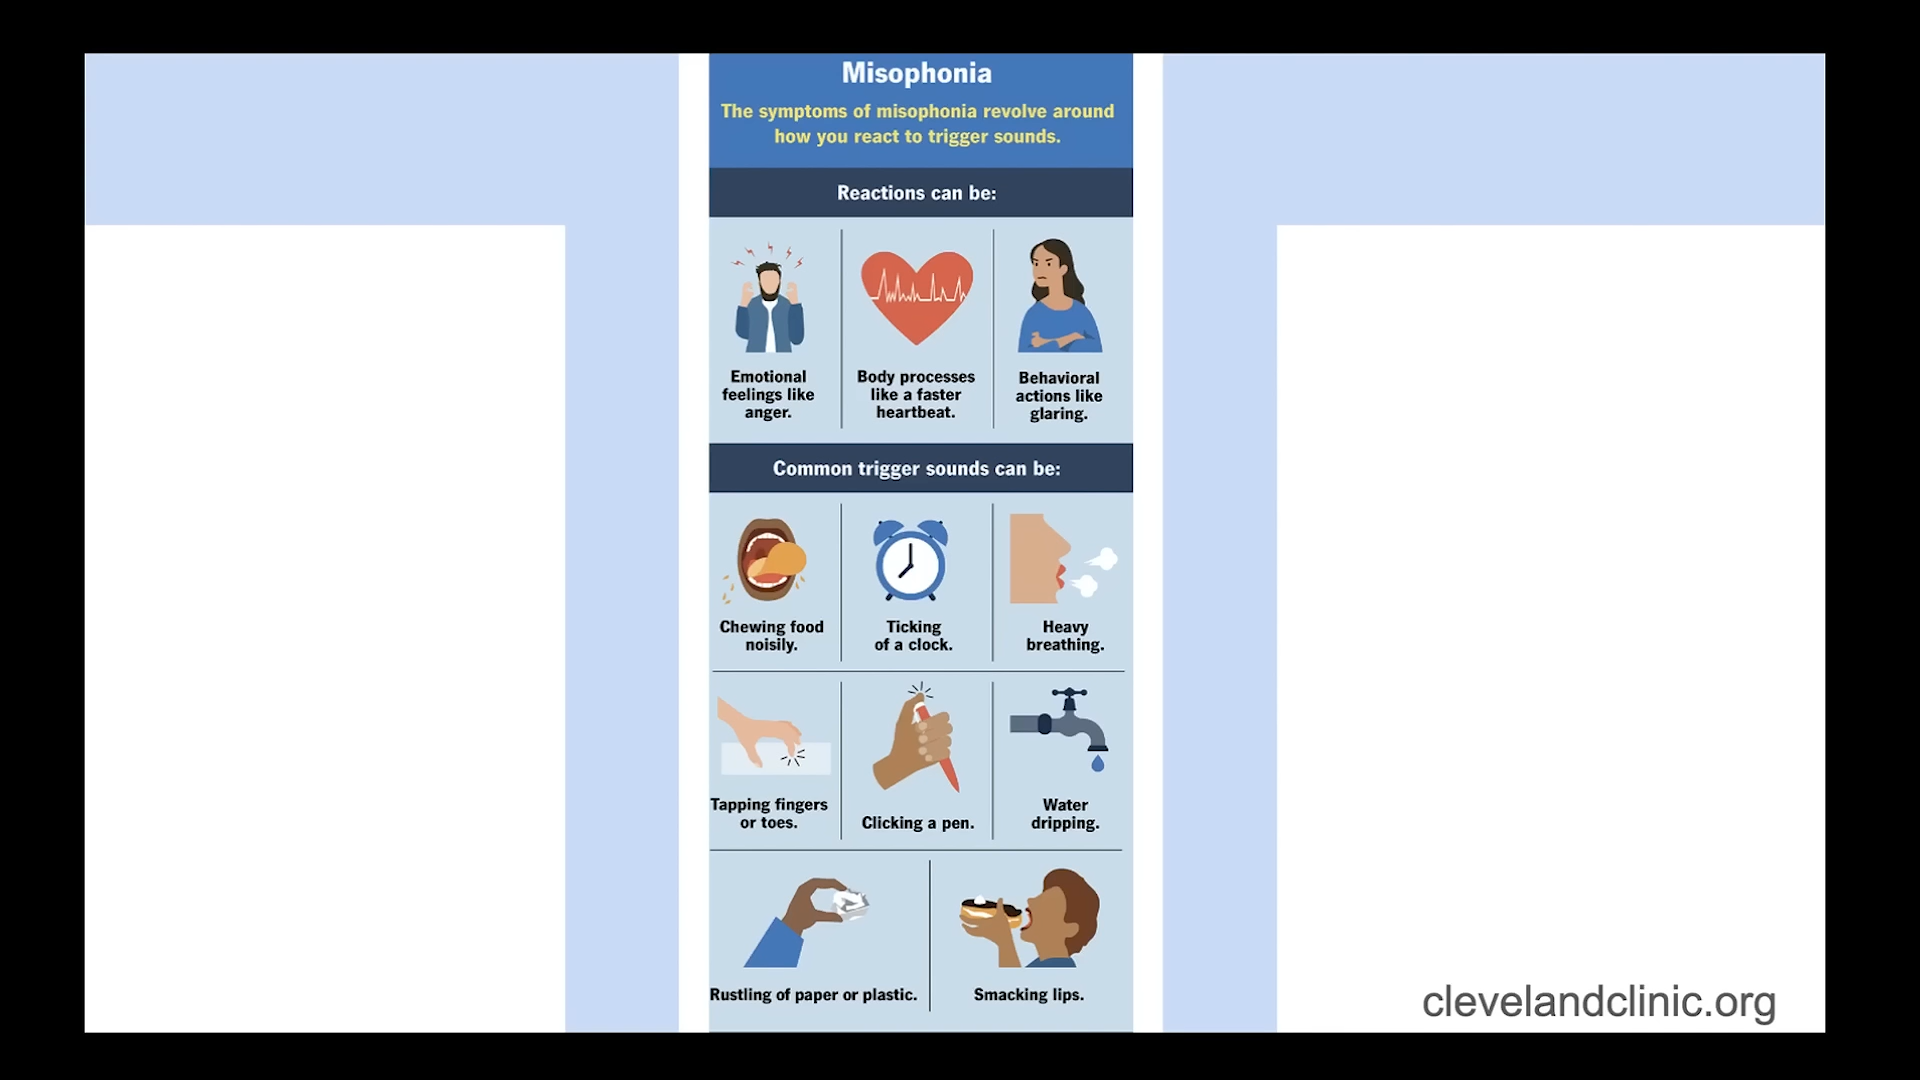 Misophonia
The symptoms of misophonia revolve around
how you react to trigger sounds.
Reactions can be:
Emotional
feelings like
anger.
Body processes
like a faster
heartbeat.
Behavioral
actions like
glaring.
Common trigger sounds can be:
Chewing food
noisily.
Ticking
of a clock.
Heavy
breathing.
Tapping fingers
or toes.
Clicking a pen.
Water
dripping.
Rustling of paper or plastic.
Smacking lips.
clevelandclinic.org